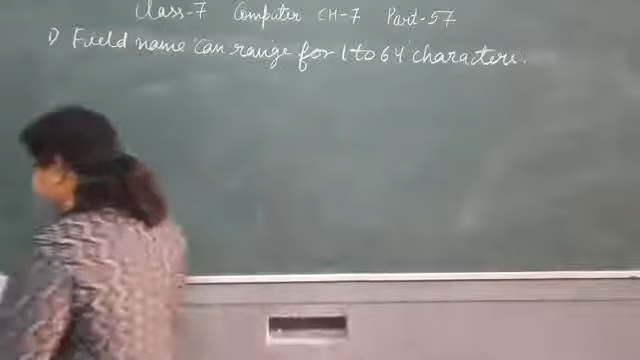 Class-7 Computer CH-7 Part-57
1) Field name can range for 1 to 64 characters.